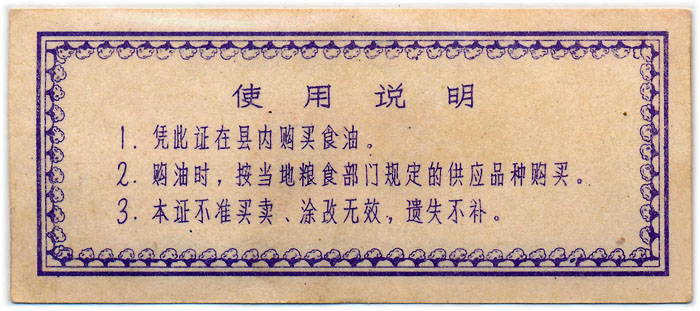 使用说明
1. 凭此证在县内购买食油。
2. 购油时，按当地粮食部门规定的供应品种购买。
3. 本证不准买卖、涂改无效，遗失不补。